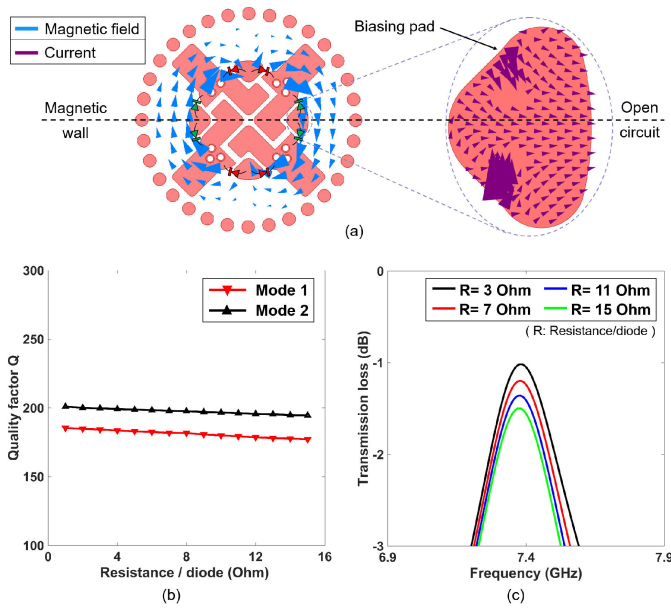 Magnetic field
Current
Biasing pad
Magnetic
wall
Open
circuit
(a)
300
250
200
150
100
Quality factor Q
Mode 1
Mode 2
0 4 8 12 16
Resistance / diode (Ohm)
(b)
0
-1
-2
-3
Transmission loss (dB)
R= 3 Ohm R= 11 Ohm
R= 7 Ohm R= 15 Ohm
( R: Resistance/diode )
6.9 7.4 7.9
Frequency (GHz)
(c)